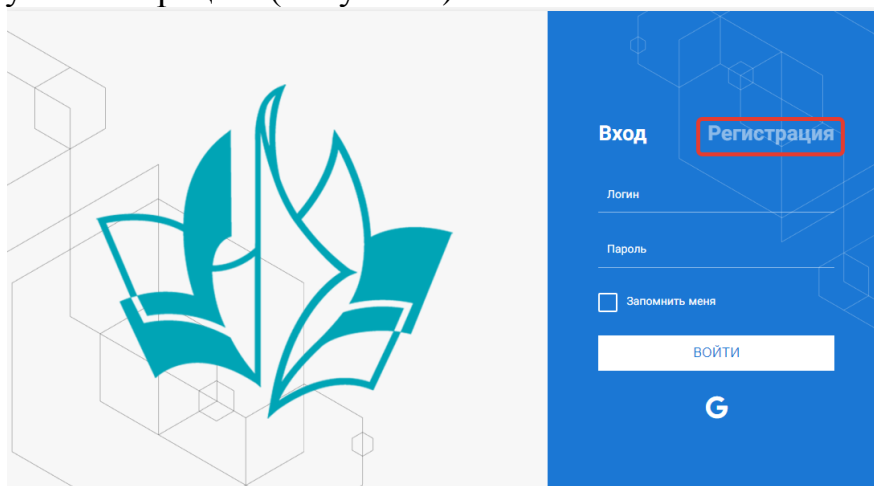 Вход Регистрация
Логин
Пароль
Запомнить меня
ВОЙТИ
G